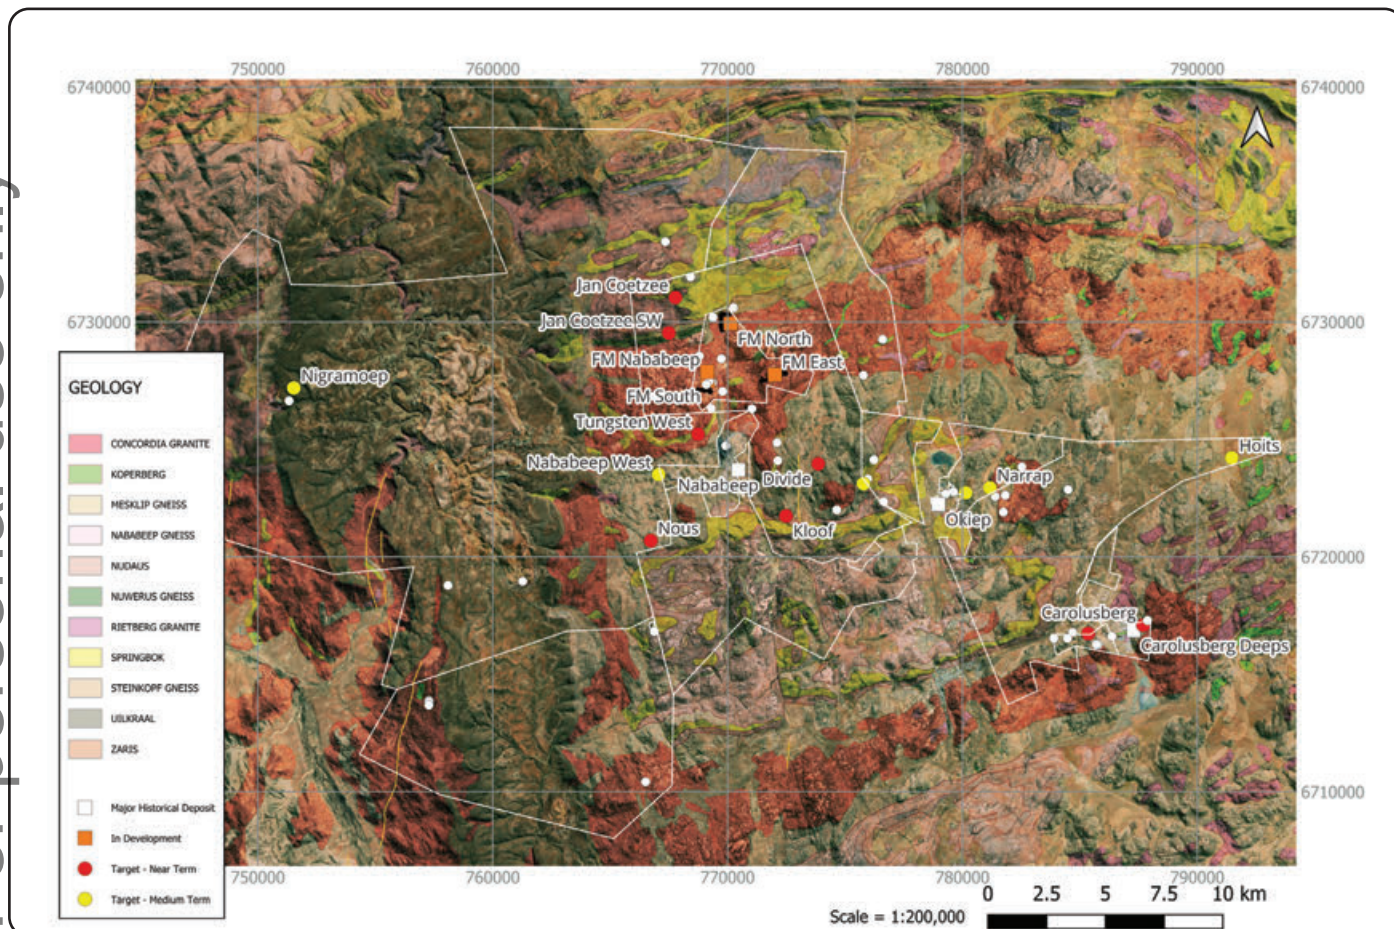 750000 760000 770000 780000 790000
6740000 6740000
6730000 6730000
6720000
6710000
Jan Coetzee
Jan Coetzee SW
FM North
FM Nababeep
FM East
FM South
Nigramoep
Tungsten West
Nababeep West
Nababeep
Divide
Hoits
Narrap
Okiep
Kloof
Nous
Carolusberg
Carolusberg Deeps
GEOLOGY
CONCORDIA GRANITE
KOPERBERG
MESKLIP GNEISS
NABABEEP GNEISS
NUDAUS
NUWERUS GNEISS
RIETBERG GRANITE
SPRINGBOK
STEINKOPF GNEISS
UILKRAAL
ZARIS
Major Historical Deposit
In Development
Target - Near Term
Target - Medium Term
750000 760000 770000 780000 790000
0 2.5 5 7.5 10 km
Scale = 1:200,000